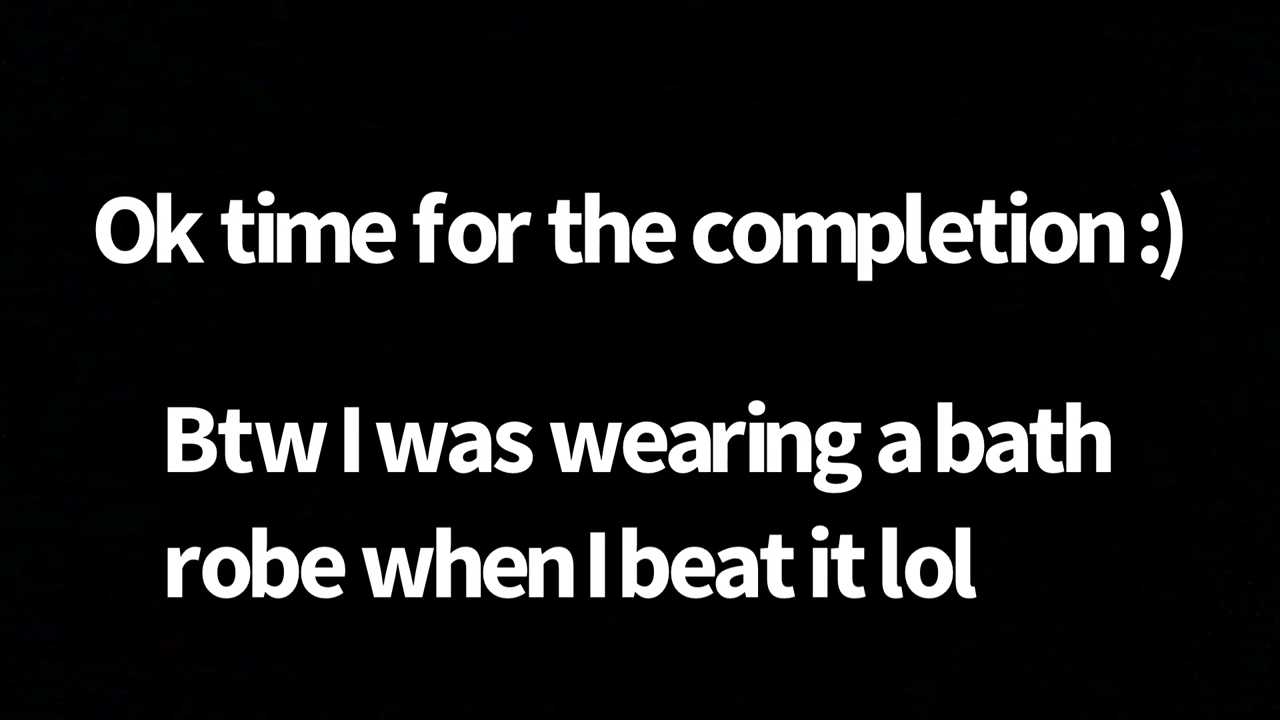 Ok time for the completion :)
Btw I was wearing a bath
robe when I beat it lol